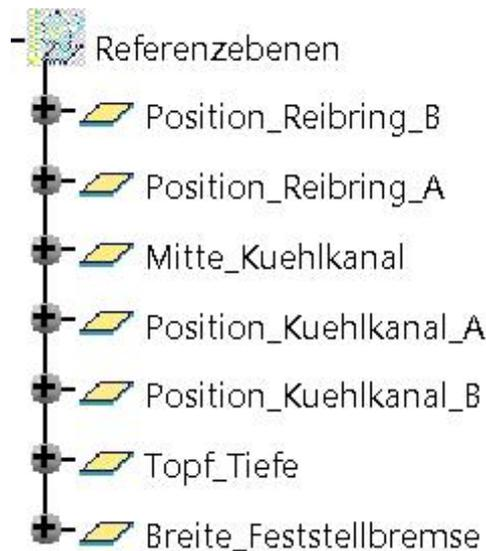 Referenzebenen
Position_Reibring_B
Position_Reibring_A
Mitte_Kuehlkanal
Position_Kuehlkanal_A
Position_Kuehlkanal_B
Topf_Tiefe
Breite_Feststellbremse